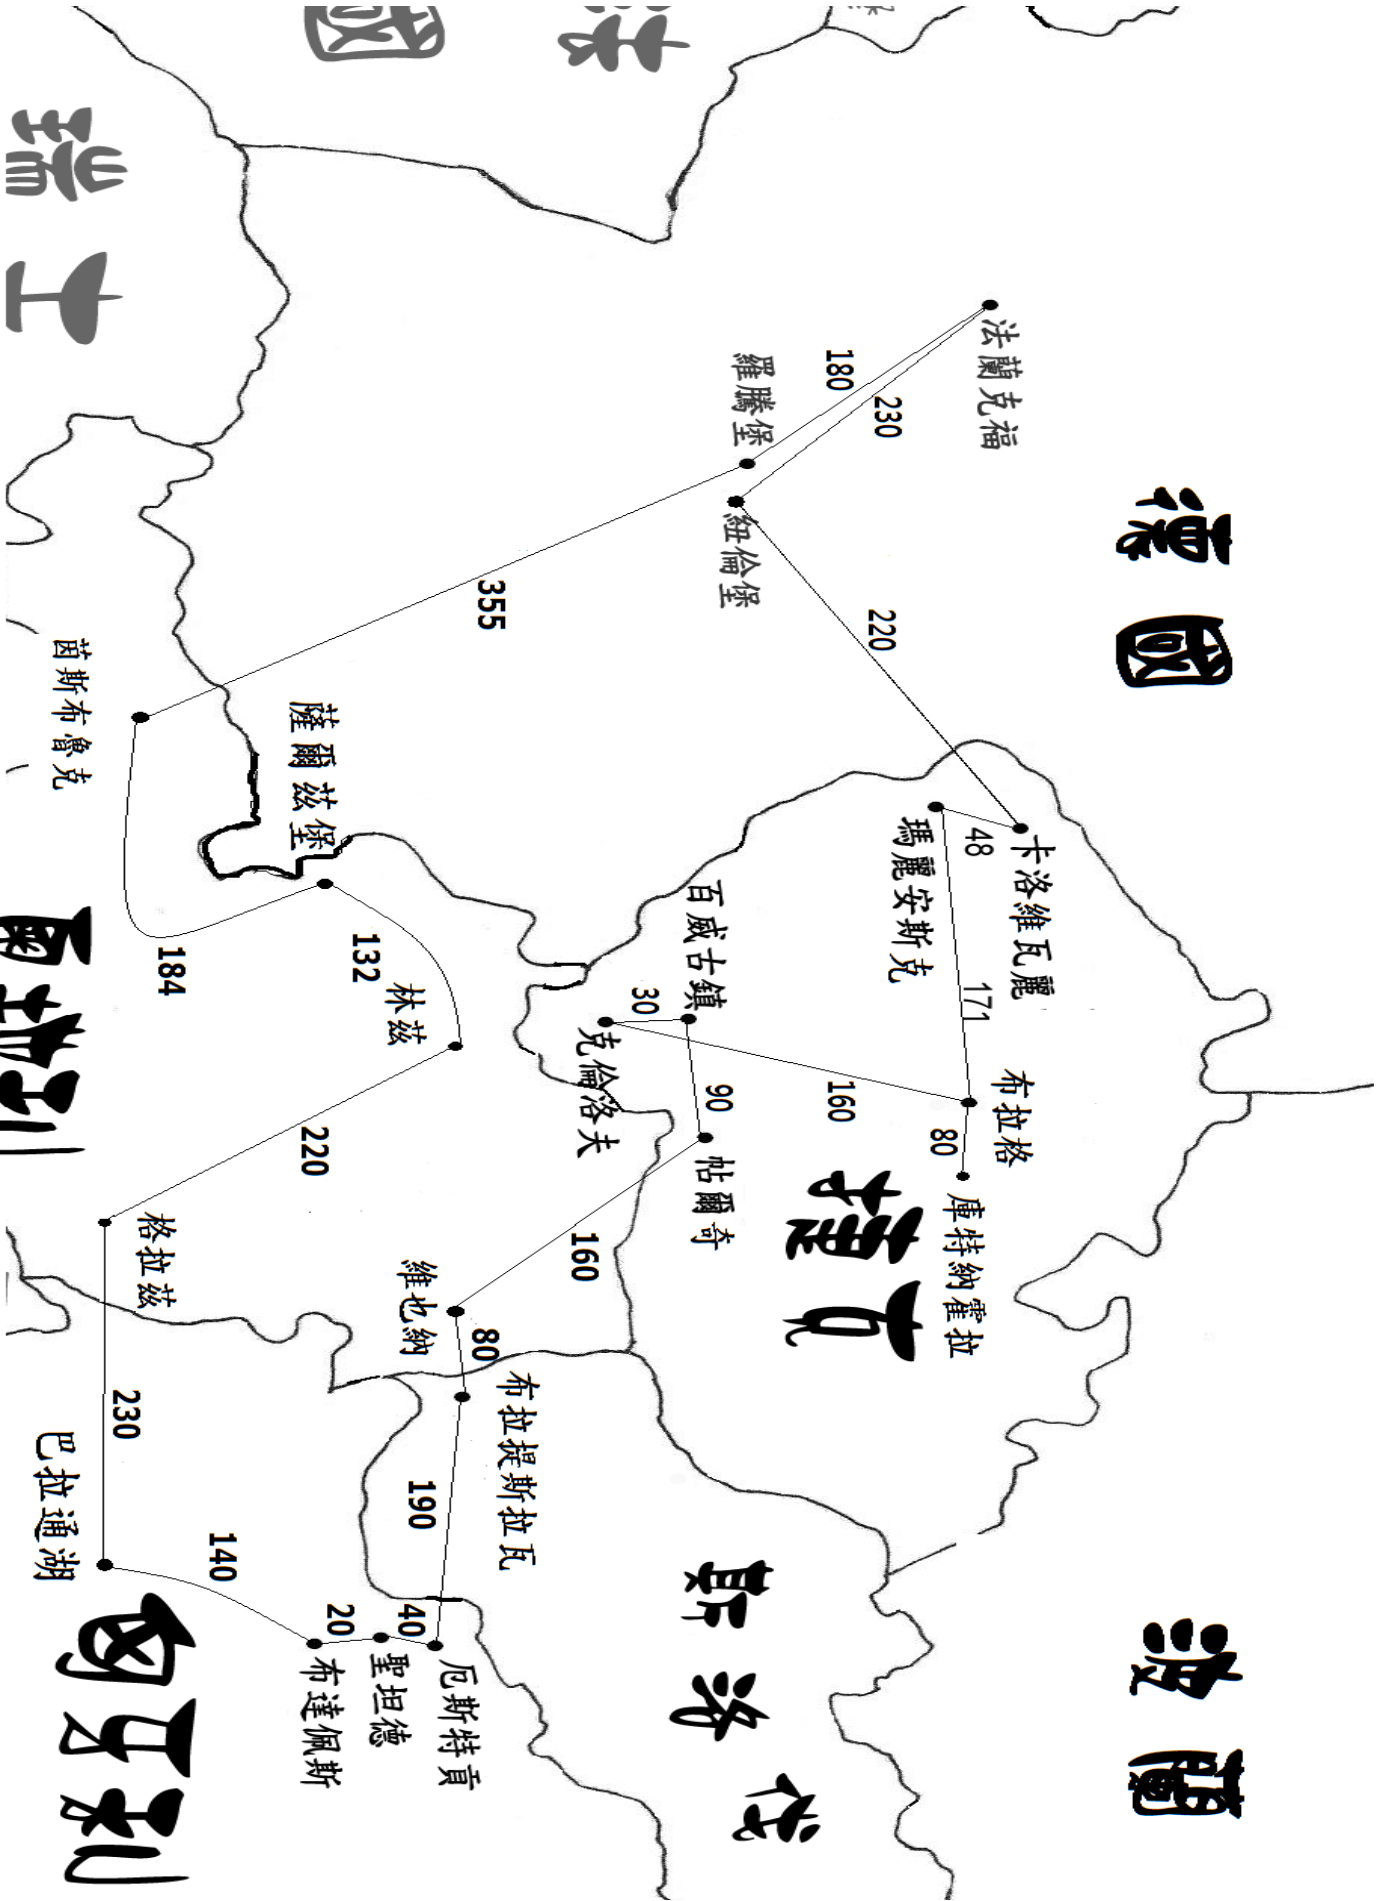 法國
瑞士
德國
法蘭克福
180
230
羅騰堡
紐倫堡
220
355
茵斯布魯克
薩爾茲堡
184
132
林茲
220
卡洛維瓦麗
48
瑪麗安斯克
171
布拉格
80
庫特納霍拉
160
百威古鎮
30
克倫洛夫
90
帖爾奇
捷克
160
維也納
80
布拉提斯拉瓦
190
格拉茲
230
巴拉通湖
140
20
40
布達佩斯
聖坦德
厄斯特貢
奧地利
匈牙利
斯洛伐
波蘭